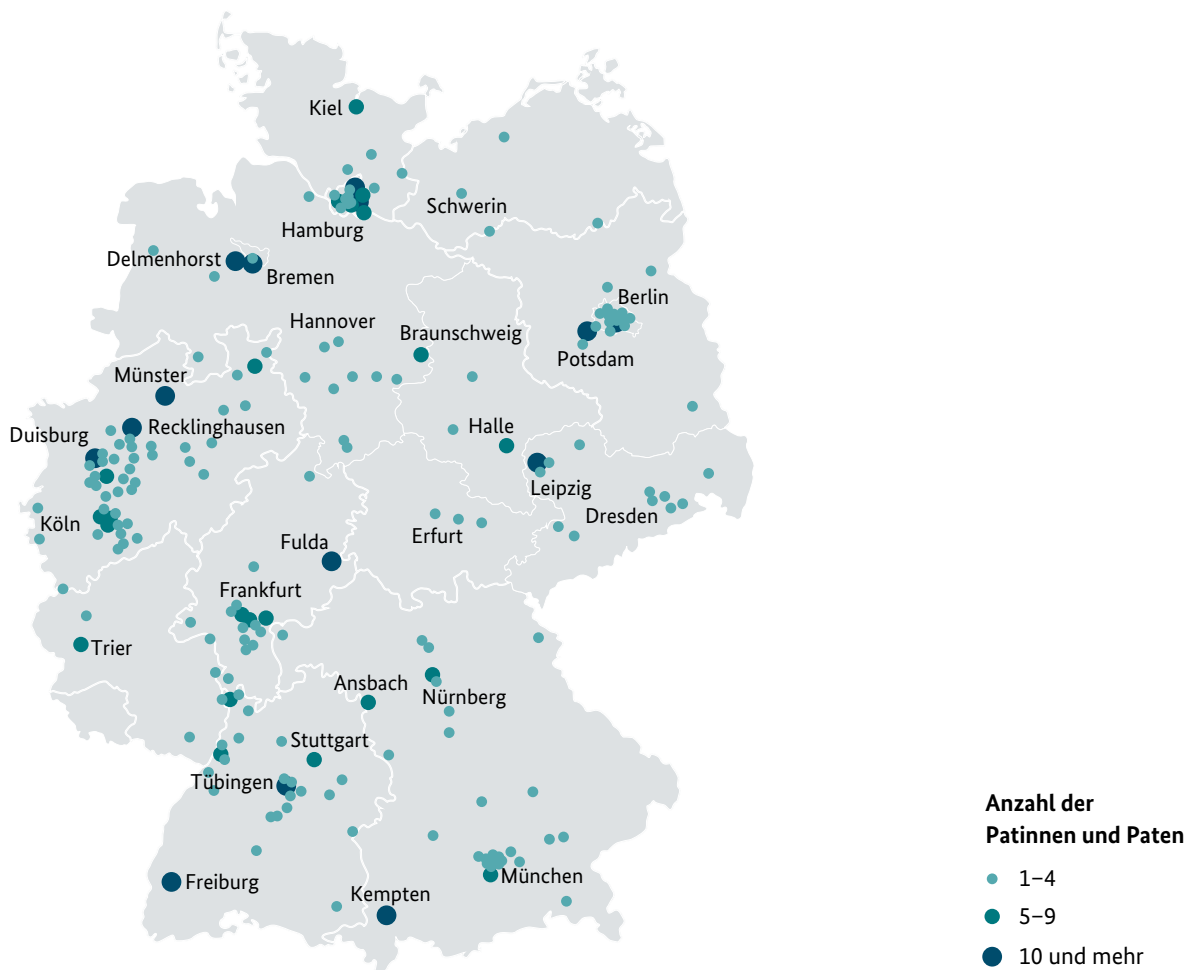 Kiel
Schwerin
Hamburg
Delmenhorst
Bremen
Berlin
Hannover
Braunschweig
Potsdam
Münster
Recklinghausen
Duisburg
Halle
Leipzig
Köln
Dresden
Erfurt
Fulda
Frankfurt
Trier
Ansbach
Nürnberg
Stuttgart
Tübingen
Anzahl der
Patinnen und Paten
1–4
5–9
10 und mehr
München
Freiburg
Kempten